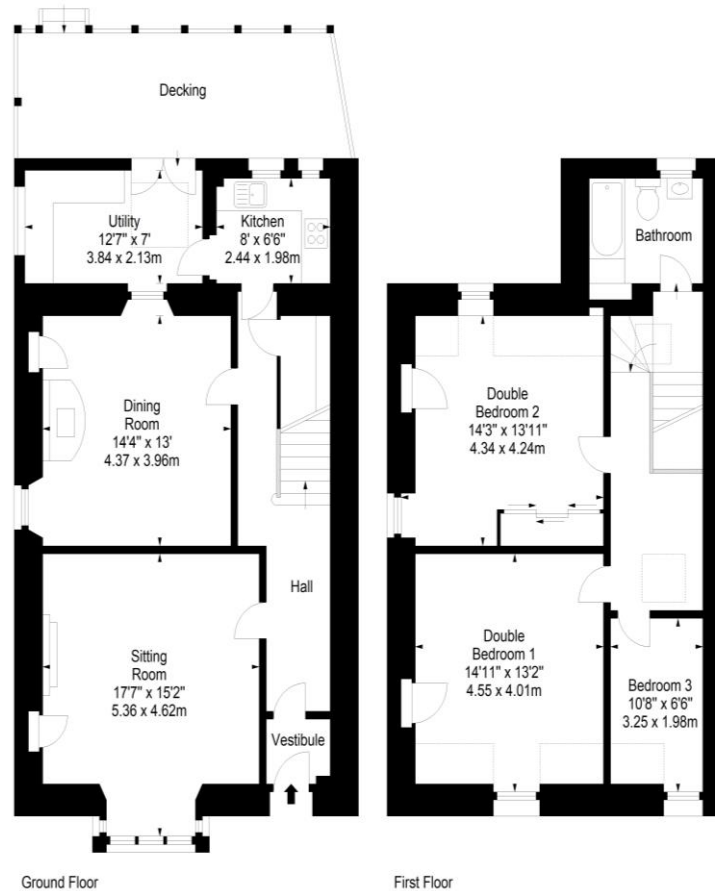 Decking
Utility
12'7" x 7'
3.84 x 2.13m
Kitchen
8' x 6'6"
2.44 x 1.98m
Dining
Room
14'4" x 13'
4.37 x 3.96m
Hall
Sitting
Room
17'7" x 15'2"
5.36 x 4.62m
Vestibule
Ground Floor
Bathroom
Double
Bedroom 2
14'3" x 13'11"
4.34 x 4.24m
Double
Bedroom 1
14'11" x 13'2"
4.55 x 4.01m
Bedroom 3
10'8" x 6'6"
3.25 x 1.98m
First Floor